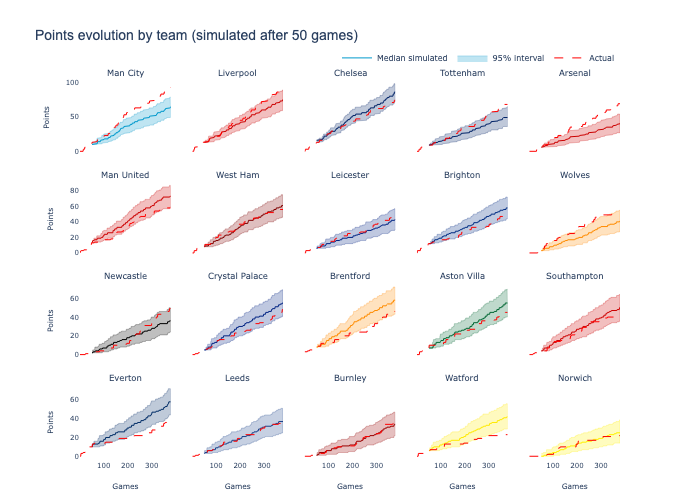 Points evolution by team (simulated after 50 games)
Median simulated 95% interval Actual
Man City Liverpool Chelsea Tottenham Arsenal
100
50
0
Points
Man United West Ham Leicester Brighton Wolves
80
60
40
20
0
Points
Newcastle Crystal Palace Brentford Aston Villa Southampton
60
40
20
0
Points
Everton Leeds Burnley Watford Norwich
60
40
20
0
Points
100 200 300 100 200 300 100 200 300 100 200 300 100 200 300
Games Games Games Games Games